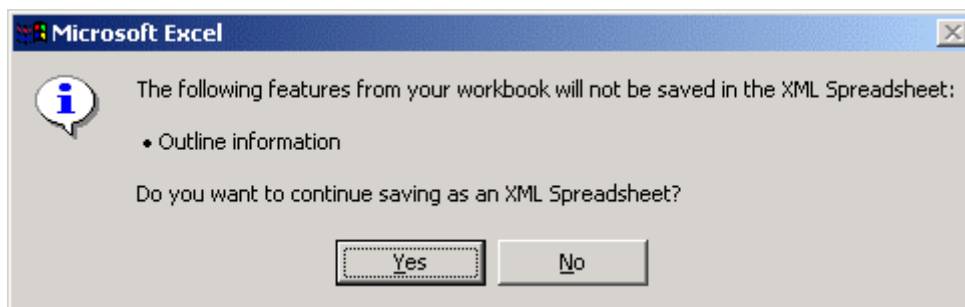 Microsoft Excel
The following features from your workbook will not be saved in the XML Spreadsheet:
• Outline information
Do you want to continue saving as an XML Spreadsheet?
Yes No